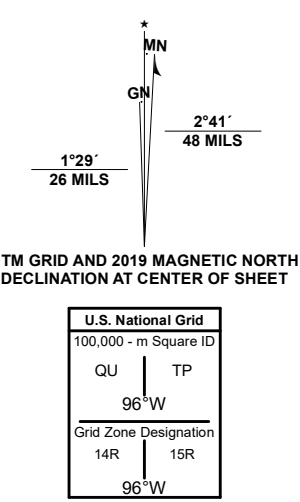 ★
MN
GN
2°41´
48 MILS
1°29´
26 MILS
TM GRID AND 2019 MAGNETIC NORTH
DECLINATION AT CENTER OF SHEET
U.S. National Grid
100,000 - m Square ID
QU TP
96°W
Grid Zone Designation
14R 15R
96°W